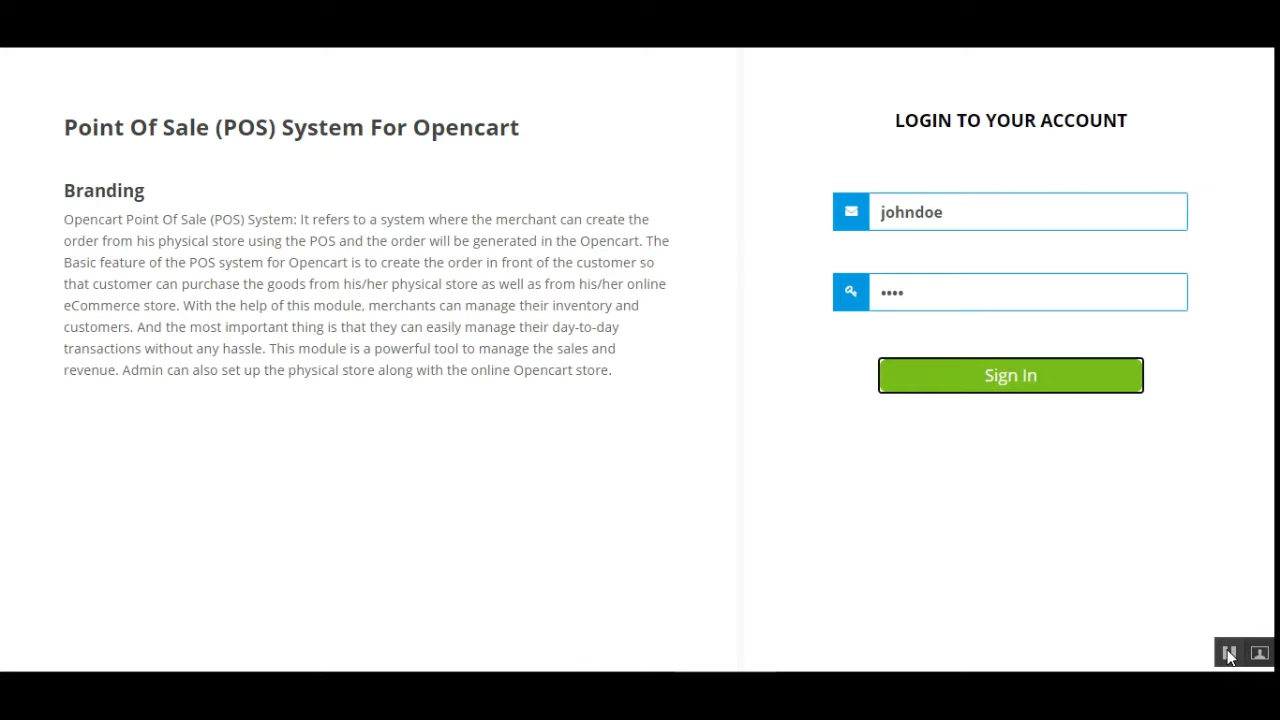 Point Of Sale (POS) System For Opencart
Branding
Opencart Point Of Sale (POS) System: It refers to a system where the merchant can create the
order from his physical store using the POS and the order will be generated in the Opencart. The
Basic feature of the POS system for Opencart is to create the order in front of the customer so
that customer can purchase the goods from his/her physical store as well as from his/her online
eCommerce store. With the help of this module, merchants can manage their inventory and
customers. And the most important thing is that they can easily manage their day-to-day
transactions without any hassle. This module is a powerful tool to manage the sales and
revenue. Admin can also set up the physical store along with the online Opencart store.
LOGIN TO YOUR ACCOUNT
johndoe
••••
Sign In